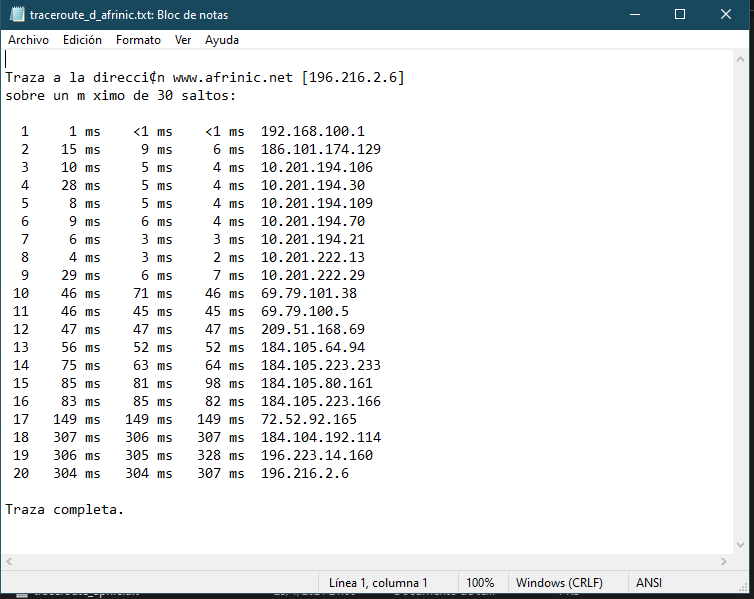 traceroute_d_afrinic.txt: Bloc de notas
Archivo Edición Formato Ver Ayuda
Traza a la direcci¢n www.afrinic.net [196.216.2.6]
sobre un m ximo de 30 saltos:
1 1 ms <1 ms <1 ms 192.168.100.1
2 15 ms 9 ms 6 ms 186.101.174.129
3 10 ms 5 ms 4 ms 10.201.194.106
4 28 ms 5 ms 4 ms 10.201.194.30
5 8 ms 5 ms 4 ms 10.201.194.109
6 9 ms 6 ms 4 ms 10.201.194.70
7 6 ms 3 ms 3 ms 10.201.194.21
8 4 ms 3 ms 2 ms 10.201.222.13
9 29 ms 6 ms 7 ms 10.201.222.29
10 46 ms 71 ms 46 ms 69.79.101.38
11 46 ms 45 ms 45 ms 69.79.100.5
12 47 ms 47 ms 47 ms 209.51.168.69
13 56 ms 52 ms 52 ms 184.105.64.94
14 75 ms 63 ms 64 ms 184.105.223.233
15 85 ms 81 ms 98 ms 184.105.80.161
16 83 ms 85 ms 82 ms 184.105.223.166
17 149 ms 149 ms 149 ms 72.52.92.165
18 307 ms 306 ms 307 ms 184.104.192.114
19 306 ms 305 ms 328 ms 196.223.14.160
20 304 ms 304 ms 307 ms 196.216.2.6
Traza completa.
Línea 1, columna 1 100% Windows (CRLF) ANSI